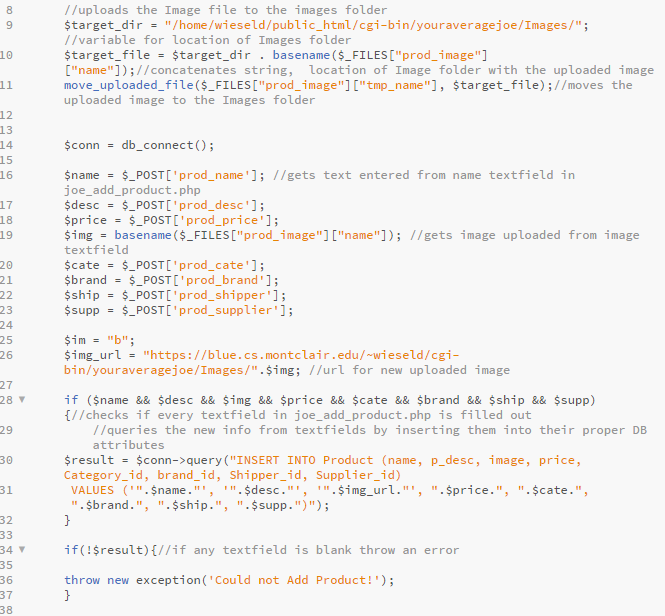 8 //uploads the Image file to the images folder
9 $target_dir = "/home/wieseld/public_html/cgi-bin/youraveragejoe/Images/";
//variable for location of Images folder
10 $target_file = $target_dir . basename($_FILES["prod_image"]
["name"]);//concatenates string,  location of Image folder with the uploaded image
11 move_uploaded_file($_FILES["prod_image"]["tmp_name"], $target_file);//moves the
uploaded image to the Images folder
12
13
14 $conn = db_connect();
15
16 $name = $_POST['prod_name']; //gets text entered from name textfield in
joe_add_product.php
17 $desc = $_POST['prod_desc'];
18 $price = $_POST['prod_price'];
19 $img = basename($_FILES["prod_image"]["name"]); //gets image uploaded from image
textfield
20 $cate = $_POST['prod_cate'];
21 $brand = $_POST['prod_brand'];
22 $ship = $_POST['prod_shipper'];
23 $supp = $_POST['prod_supplier'];
24
25 $im = "b";
26 $img_url = "https://blue.cs.montclair.edu/~wieseld/cgi-
bin/youraveragejoe/Images/".$img; //url for new uploaded image
27
28 if ($name && $desc && $img && $price && $cate && $brand && $ship && $supp)
{//checks if every textfield in joe_add_product.php is filled out
29 //queries the new info from textfields by inserting them into their proper DB
attributes
30 $result = $conn->query("INSERT INTO Product (name, p_desc, image, price,
Category_id, brand_id, Shipper_id, Supplier_id)
31 VALUES ('".$name."', '".$desc."', '".$img_url."', ".$price.", ".$cate.",
".$brand.", ".$ship.", ".$supp.")");
32 }
33
34 if(!$result){//if any textfield is blank throw an error
35
36 throw new exception('Could not Add Product!');
37 }
38